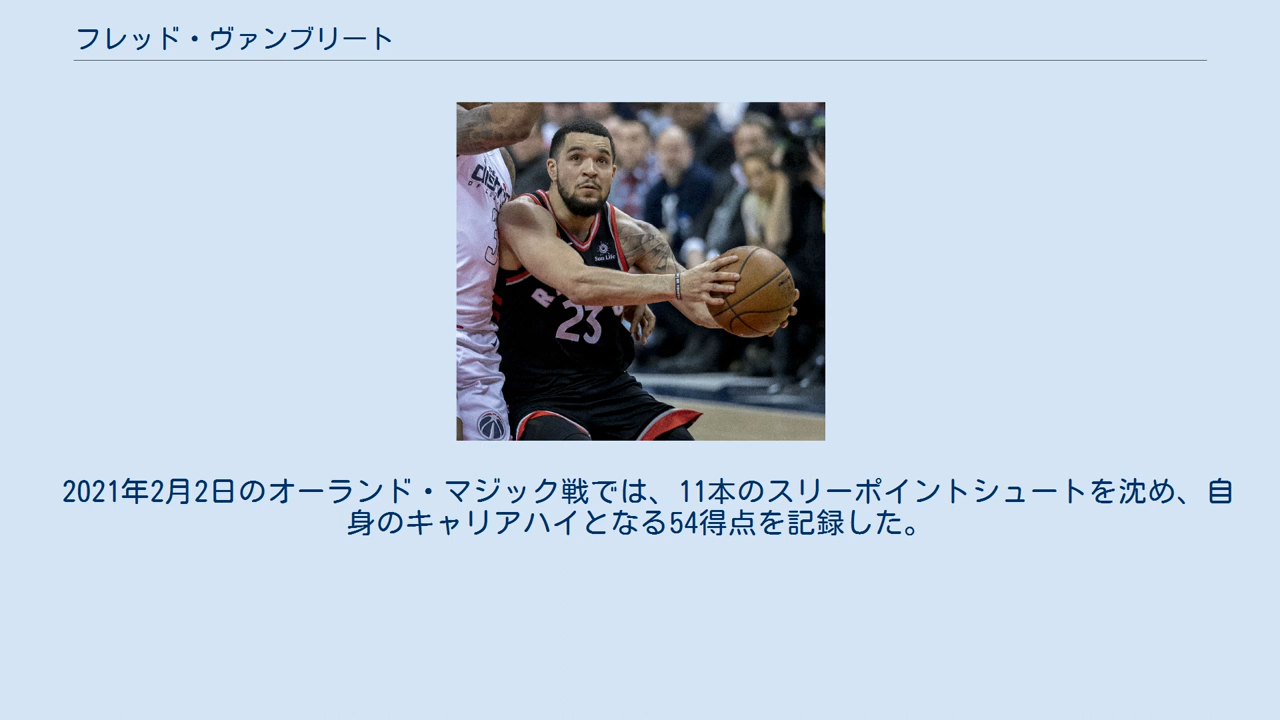 フレッド・ヴァンブリート
Sun Life
23
2021年2月2日のオーランド・マジック戦では、11本のスリーポイントシュートを沈め、自
身のキャリアハイとなる54得点を記録した。